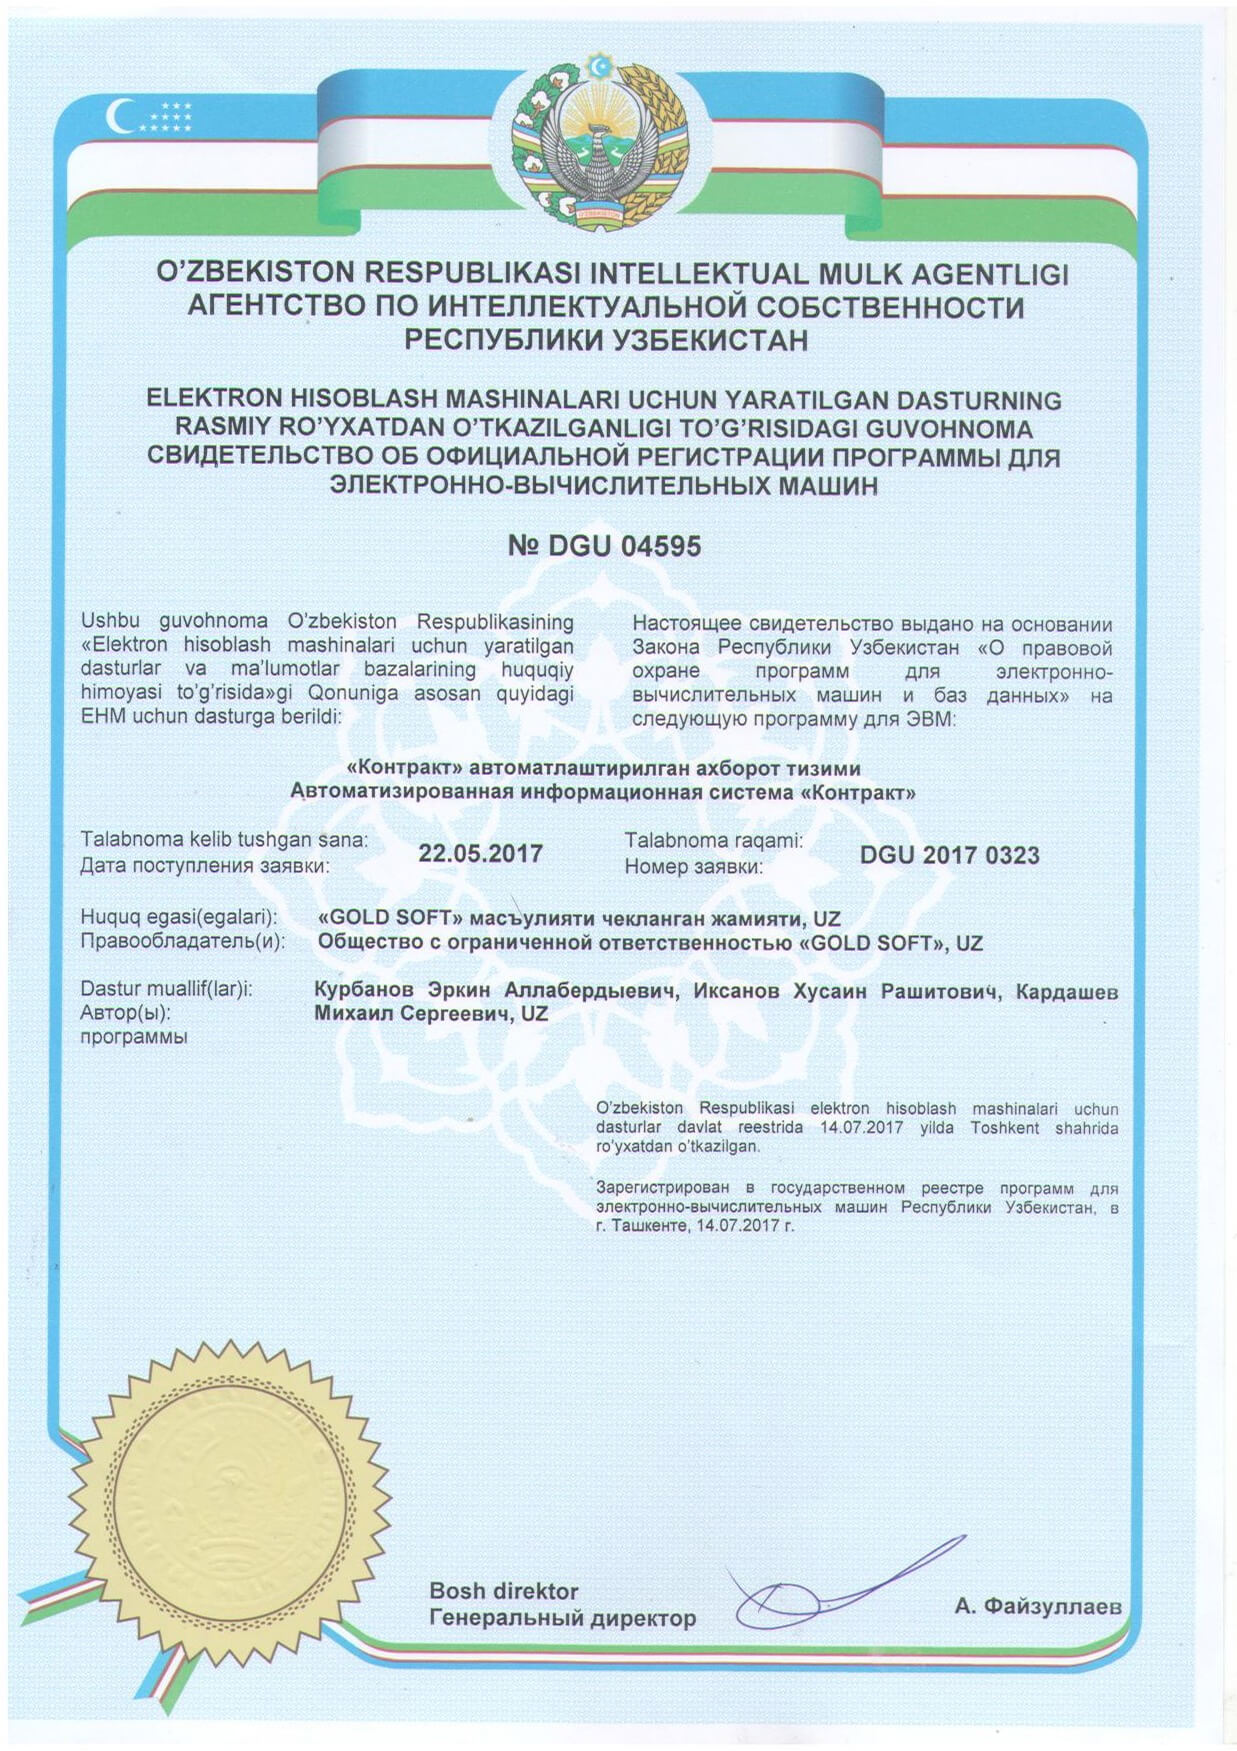 O'ZBEKISTON RESPUBLIKASI INTELLEKTUAL MULK AGENTLIGI
АГЕНТСТВО ПО ИНТЕЛЛЕКТУАЛЬНОЙ СОБСТВЕННОСТИ
РЕСПУБЛИКИ УЗБЕКИСТАН
ELEKTRON HISOBLASH MASHINALARI UCHUN YARATILGAN DASTURNING
RASMIY RO'YXATDAN O'TKAZILGANLIGI TO'G'RISIDAGI GUVOHNOMA
СВИДЕТЕЛЬСТВО ОБ ОФИЦИАЛЬНОЙ РЕГИСТРАЦИИ ПРОГРАММЫ ДЛЯ
ЭЛЕКТРОННО-ВЫЧИСЛИТЕЛЬНЫХ МАШИН
№ DGU 04595
Ushbu guvohnoma O'zbekiston Respublikasining
«Elektron hisoblash mashinalari uchun yaratilgan
dasturlar va ma'lumotlar bazalarining huquqiy
himoyasi to'g'risida»gi Qonuniga asosan quyidagi
EHM uchun dasturga berildi:
Настоящее свидетельство выдано на основании
Закона Республики Узбекистан «О правовой
охране программ для электронно-
вычислительных машин и баз данных» на
следующую программу для ЭВМ:
«Контракт» автоматлаштирилган ахборот тизими
Автоматизированная информационная система «Контракт»
Talabnoma kelib tushgan sana:
Дата поступления заявки:
22.05.2017
Talabnoma raqami:
Номер заявки:
DGU 2017 0323
Huquq egasi(egalari): «GOLD SOFT» масъулияти чекланган жамияти, UZ
Правообладатель(и): Общество с ограниченной ответственностью «GOLD SOFT», UZ
Dastur muallif(lar)i: Курбанов Эркин Аллабердыевич, Иксанов Хусаин Рашитович, Кардашев
Автор(ы): Михаил Сергеевич, UZ
программы
O'zbekiston Respublikasi elektron hisoblash mashinalari uchun
dasturlar davlat reestrida 14.07.2017 yilda Toshkent shahrida
ro'yxatdan o'tkazilgan.
Зарегистрирован в государственном реестре программ для
электронно-вычислительных машин Республики Узбекистан, в
г. Ташкенте, 14.07.2017 г.
Bosh direktor
Генеральный директор
А. Файзуллаев